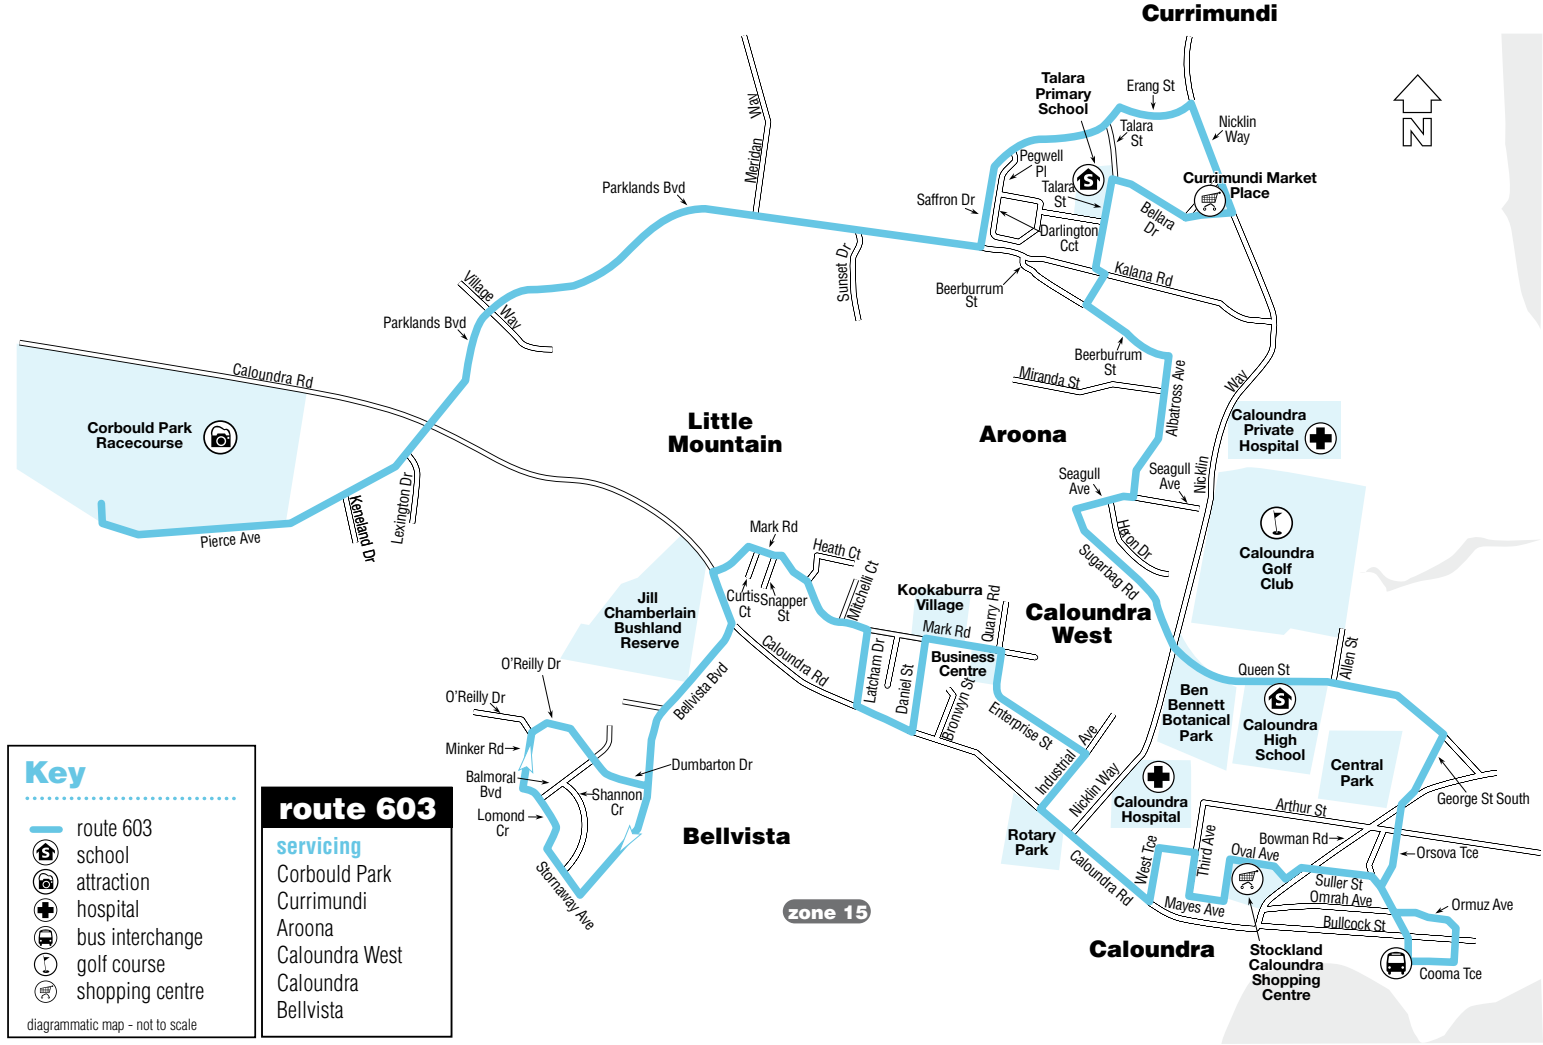 Currimundi
Talara
Primary
School
Erang St
Nicklin
Way
Talara
St
N
Meridan Way
Pegwell
Pl
Currimundi Market
Place
Parklands Bvd
Talara
St
Saffron Dr
Bellara
Dr
Darlington
Cct
Sunset Dr
Kalana Rd
Beerburrum
St
Village Way
Parklands Bvd
Beerburrum
St
Caloundra Rd
Miranda St
Albatross Ave
Nicklin Way
Corbould Park
Racecourse
Little
Mountain
Aroona
Caloundra
Private
Hospital
Seagull
Ave
Seagull
Ave
Lexington Dr
Keneland Dr
Pierce Ave
Mark Rd
Heath Ct
Heron Dr
Caloundra
Golf
Club
Sugarbag Rd
Mitchelli Ct
Jill
Chamberlain
Bushland
Reserve
Curtis
Ct
Snapper
St
Kookaburra
Village
Quarry Rd
Caloundra
West
Mark Rd
Caloundra Rd
Latcham Dr
Daniel St
Business
Centre
Bronwyn St
Allen St
Queen St
O'Reilly Dr
O'Reilly Dr
Bellvista Bvd
Ben
Bennett
Botanical
Park
Caloundra
High
School
Enterprise St
Minker Rd
Industrial Ave
Nicklin Way
Central
Park
Key
Dumbarton Dr
Balmoral
Bvd
Shannon
Cr
Lomond
Cr
Caloundra
Hospital
Arthur St
George St South
route 603
school
attraction
hospital
bus interchange
golf course
shopping centre
diagrammatic map - not to scale
route 603
servicing
Corbould Park
Currimundi
Aroona
Caloundra West
Caloundra
Bellvista
Bellvista
Rotary
Park
Bowman Rd
Third Ave
West Tce
Oval Ave
Orsova Tce
Caloundra Rd
Stornaway Ave
Suller St
Omrah Ave
Mayes Ave
Ormuz Ave
Bullcock St
zone 15
Caloundra
Stockland
Caloundra
Shopping
Centre
Cooma Tce